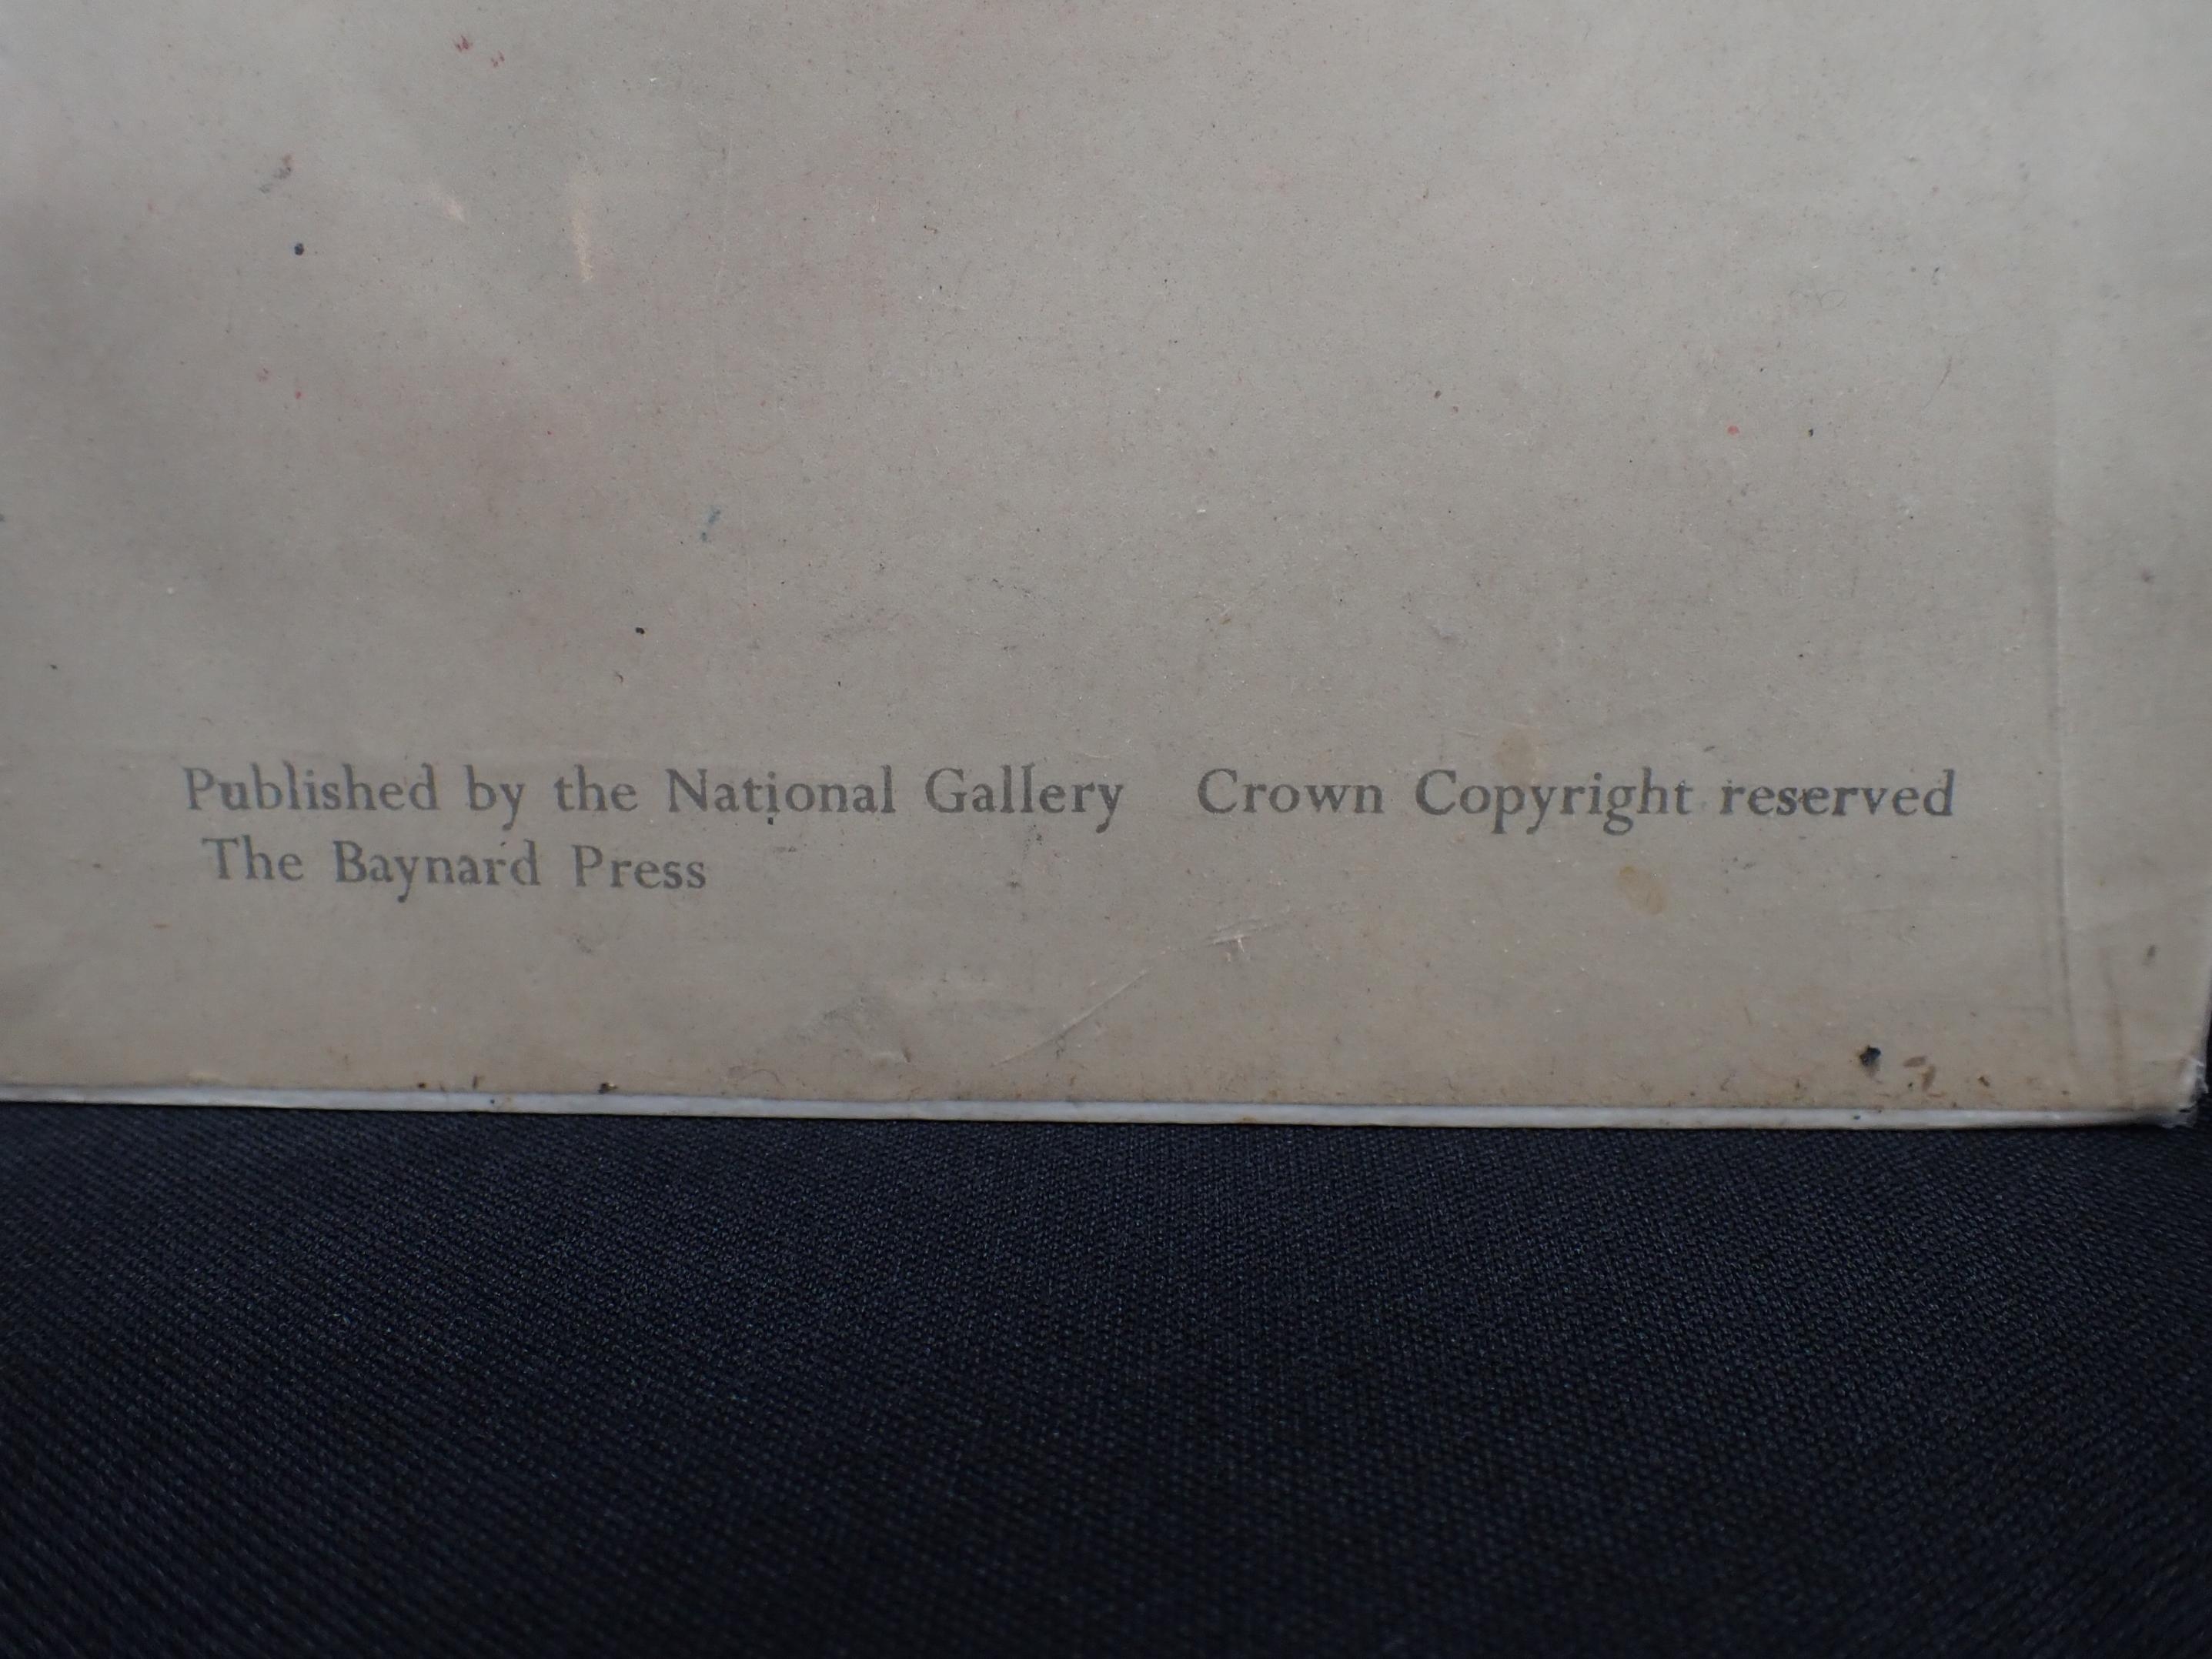 Published by the National Gallery Crown Copyright reserved
The Baynard Press